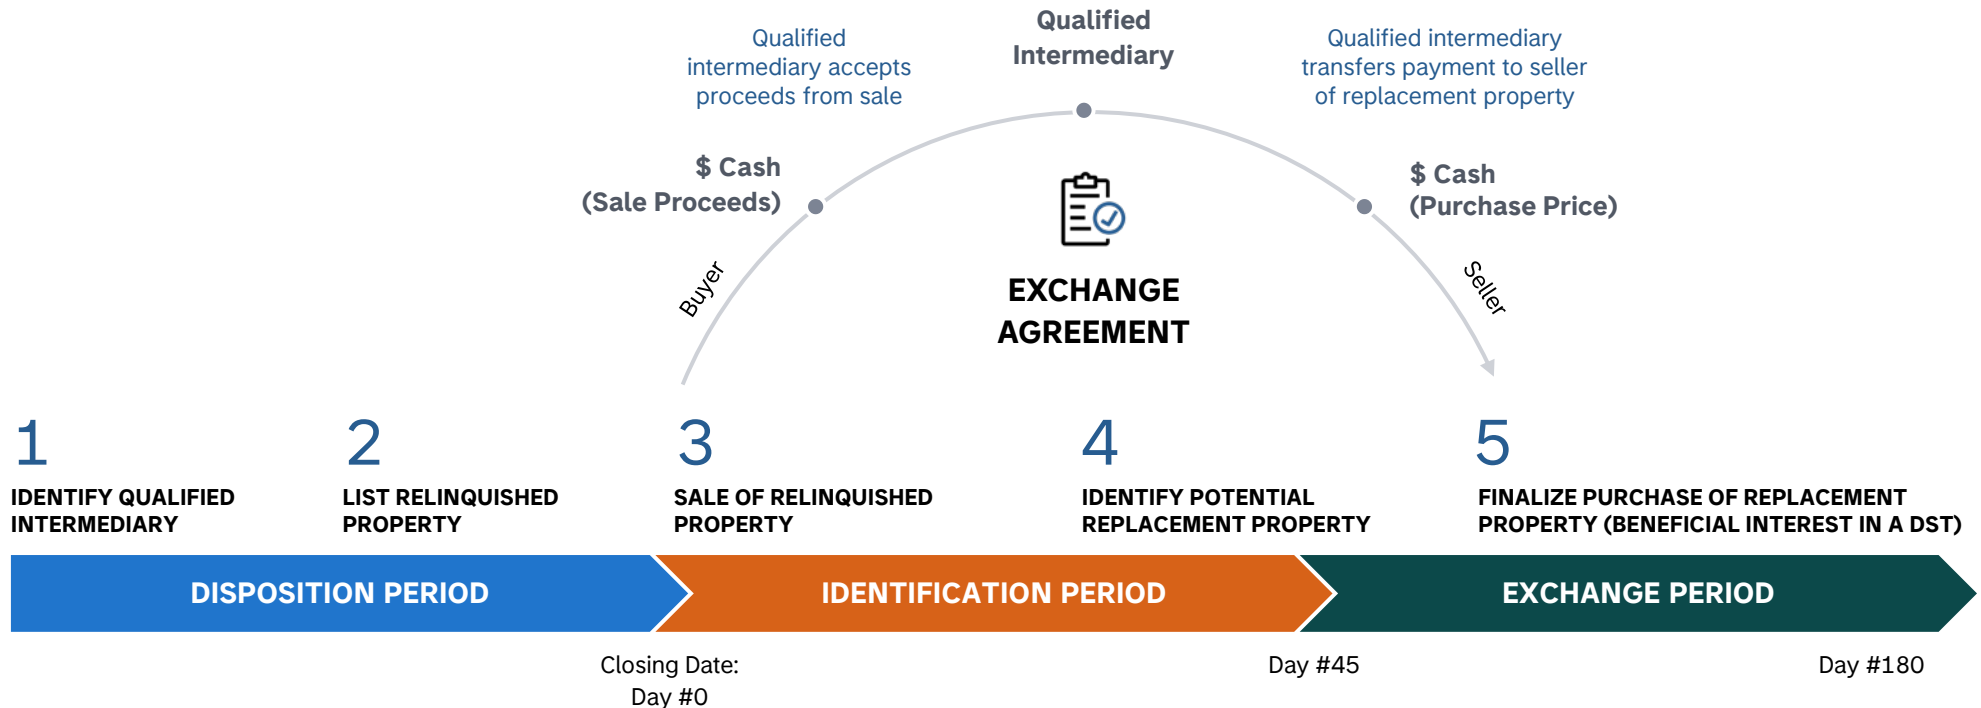 Qualified
Intermediary
Qualified
intermediary accepts
proceeds from sale
Qualified intermediary
transfers payment to seller
of replacement property
$ Cash
(Sale Proceeds)
$ Cash
(Purchase Price)
Buyer
Seller
EXCHANGE
AGREEMENT
1
IDENTIFY QUALIFIED
INTERMEDIARY
2
LIST RELINQUISHED
PROPERTY
3
SALE OF RELINQUISHED
PROPERTY
4
IDENTIFY POTENTIAL
REPLACEMENT PROPERTY
5
FINALIZE PURCHASE OF REPLACEMENT
PROPERTY (BENEFICIAL INTEREST IN A DST)
DISPOSITION PERIOD
IDENTIFICATION PERIOD
EXCHANGE PERIOD
Closing Date:
Day #0
Day #45
Day #180